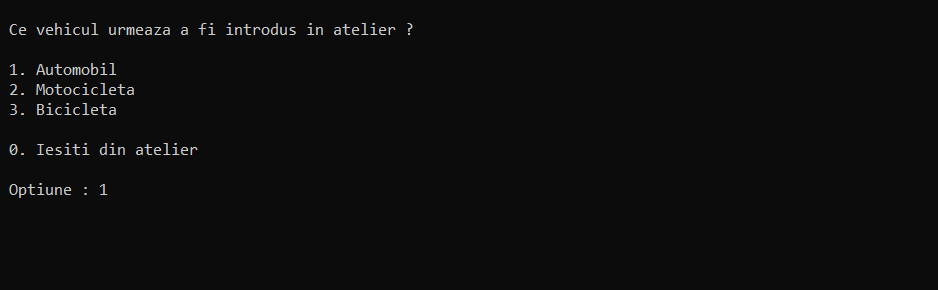 Ce vehicul urmeaza a fi introdus in atelier ?
1. Automobil
2. Motocicleta
3. Bicicleta
0. Iesiti din atelier
Optiune : 1